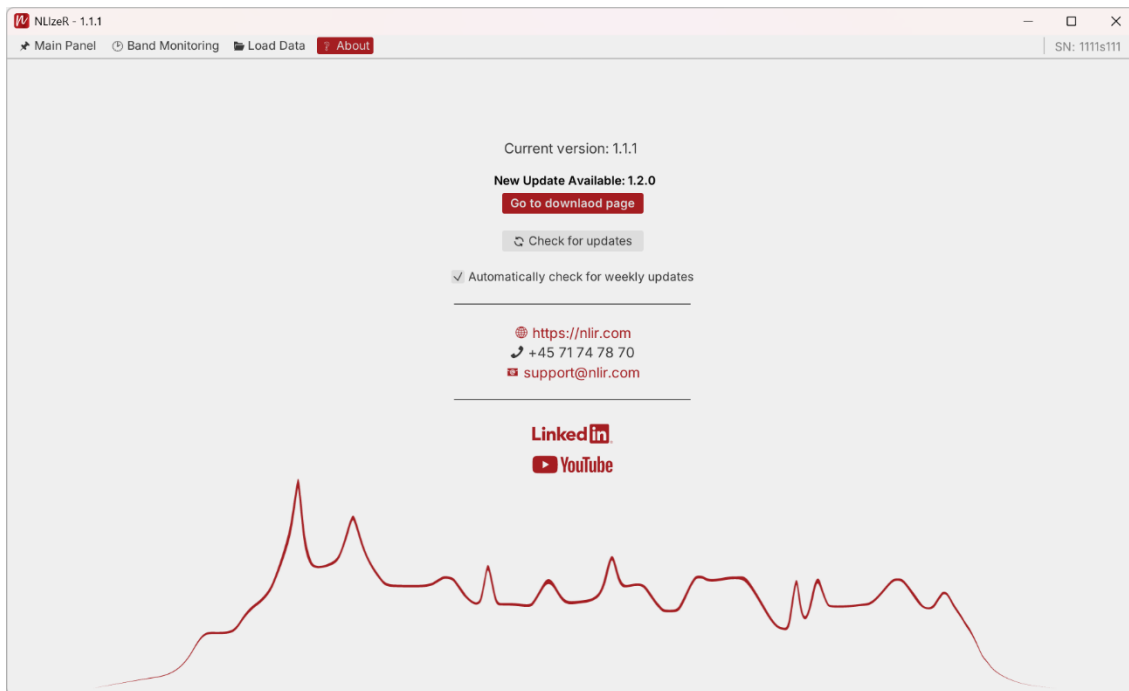 NLIzeR - 1.1.1
Main Panel Band Monitoring Load Data ? About SN: 1111s111
Current version: 1.1.1
New Update Available: 1.2.0
Go to downlaod page
Check for updates
Automatically check for weekly updates
https://nlir.com
+45 71 74 78 70
support@nlir.com
Linked in
YouTube